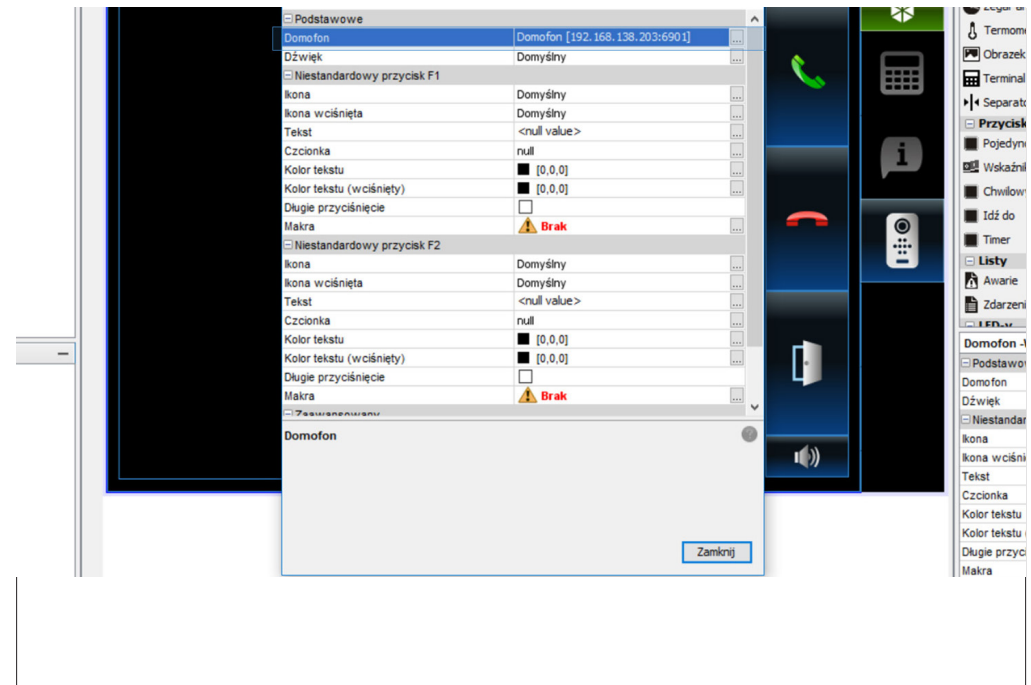 Podstawowe
Domofon Domofon [192.168.138.203:6901] ...
Dźwięk Domyślny ...
Niestandardowy przycisk F1
Ikona Domyślny ...
Ikona wciśnięta Domyślny ...
Tekst <null value> ...
Czcionka null ...
Kolor tekstu [0,0,0] ...
Kolor tekstu (wciśnięty) [0,0,0] ...
Długie przyciśnięcie
Makra Brak ...
Niestandardowy przycisk F2
Ikona Domyślny ...
Ikona wciśnięta Domyślny ...
Tekst <null value> ...
Czcionka null ...
Kolor tekstu [0,0,0] ...
Kolor tekstu (wciśnięty) [0,0,0] ...
Długie przyciśnięcie
Makra Brak ...
Zaawansowany
Domofon
Zamknij
Termom
Obrazek
Terminal
Separato
Przycisk
Pojedyn
Wskaźni
Chwilow
Idź do
Timer
Listy
Awarie
Zdarzeni
LED-y
Domofon -
Podstawo
Domofon
Dźwięk
Niestandar
Ikona
Ikona wciśni
Tekst
Czcionka
Kolor tekstu
Kolor tekstu
Długie przyci
Makra